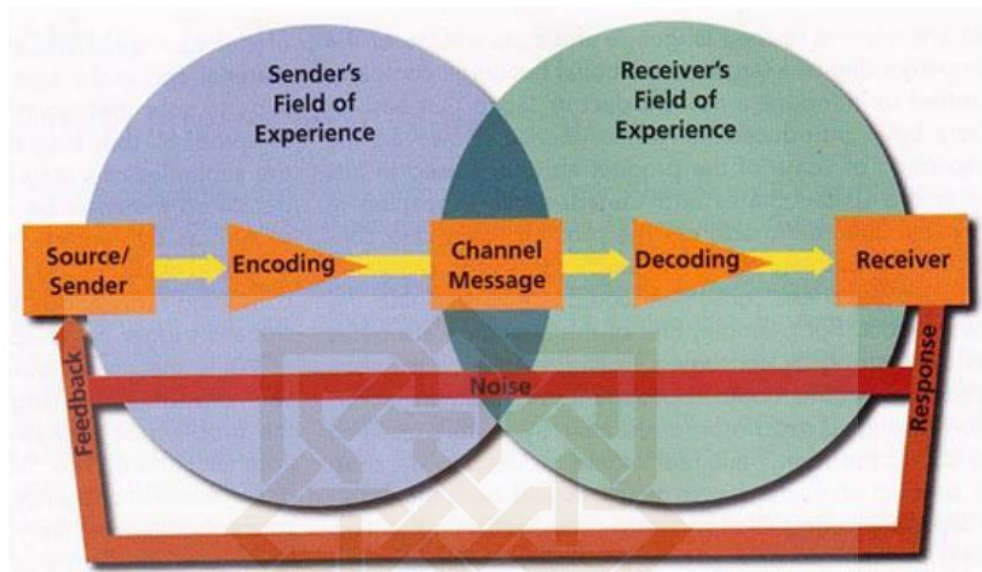 Sender's
Field of
Experience
Receiver's
Field of
Experience
Source/
Sender
Encoding
Channel
Message
Decoding
Receiver
Feedback
Noise
Response